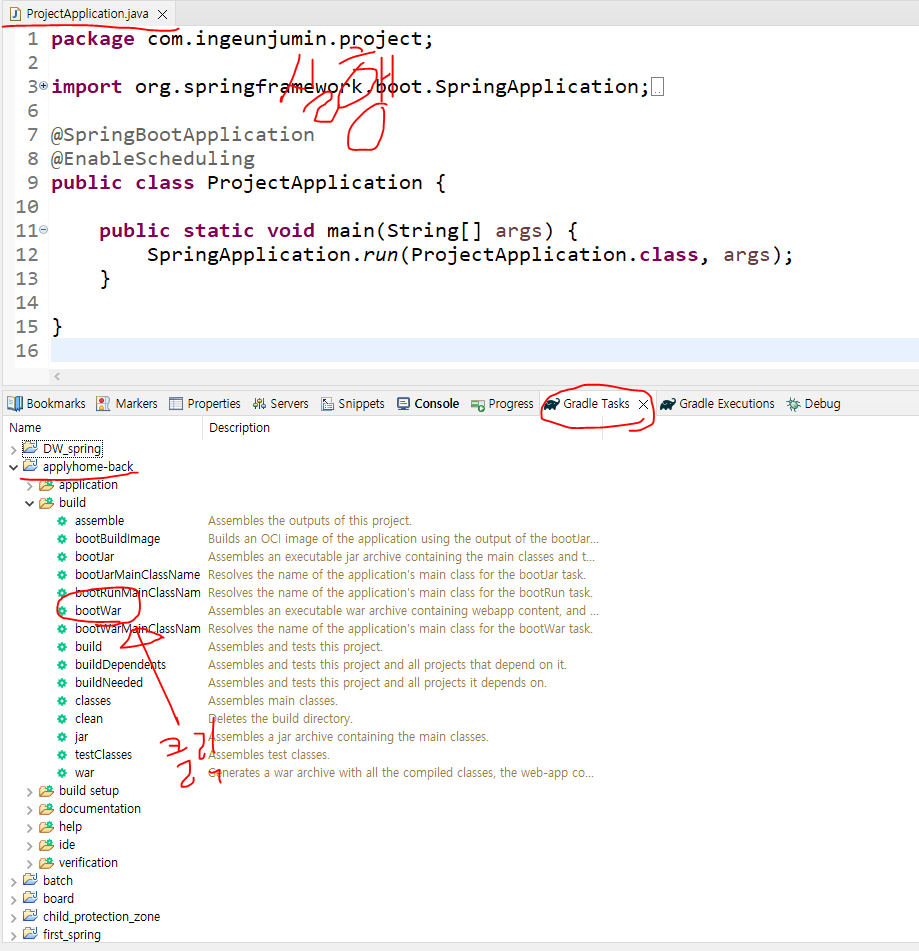 ProjectApplication.java
1 package com.ingeunjumin.project;
2
3 import org.springframework.boot.SpringApplication;
6
7 @SpringBootApplication
8 @EnableScheduling
9 public class ProjectApplication {
10
11 public static void main(String[] args) {
12 SpringApplication.run(ProjectApplication.class, args);
13 }
14
15 }
16
실행
Bookmarks Markers Properties Servers Snippets Console Progress Gradle Tasks Gradle Executions Debug
Name Description
DW_spring
applyhome-back
application
build
assemble Assembles the outputs of this project.
bootBuildImage Builds an OCI image of the application using the output of the bootJar...
bootJar Assembles an executable jar archive containing the main classes and t...
bootJarMainClassName Resolves the name of the application's main class for the bootJar task.
bootRunMainClassNam Resolves the name of the application's main class for the bootRun task.
bootWar Assembles an executable war archive containing webapp content, and ...
bootWarMainClassNam Resolves the name of the application's main class for the bootWar task.
build Assembles and tests this project.
buildDependents Assembles and tests this project and all projects that depend on it.
buildNeeded Assembles and tests this project and all projects it depends on.
classes Assembles main classes.
clean Deletes the build directory.
jar Assembles a jar archive containing the main classes.
testClasses Assembles test classes.
war Generates a war archive with all the compiled classes, the web-app co...
클릭
build setup
documentation
help
ide
verification
batch
board
child_protection_zone
first_spring